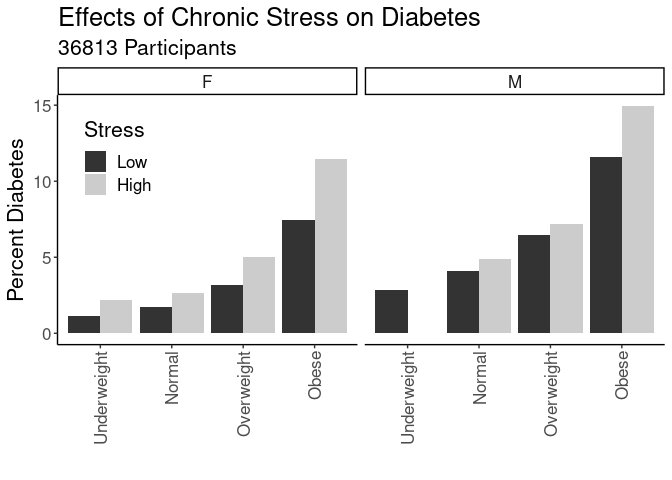 Effects of Chronic Stress on Diabetes
36813 Participants
F
M
Percent Diabetes
15
10
5
0
Stress
Low
High
Underweight
Normal
Overweight
Obese
Underweight
Normal
Overweight
Obese